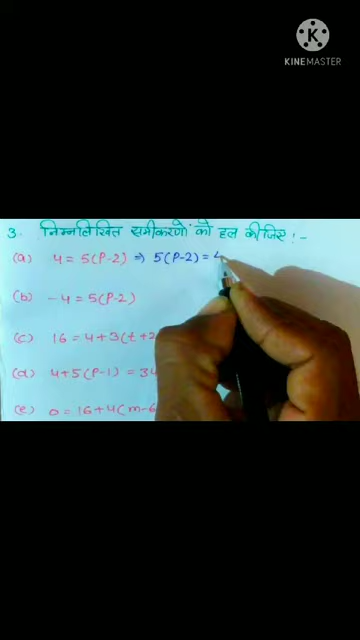 KINEMASTER
3. निम्नलिखित समीकरणों को हल कीजिए :-
(a) 4 = 5(P-2) ⇒ 5(P-2) = 4
(b) -4 = 5(P-2)
(c) 16 = 4+3(t+2
(d) 4+5(P-1) = 34
(e) 0 = 16+4(m-6